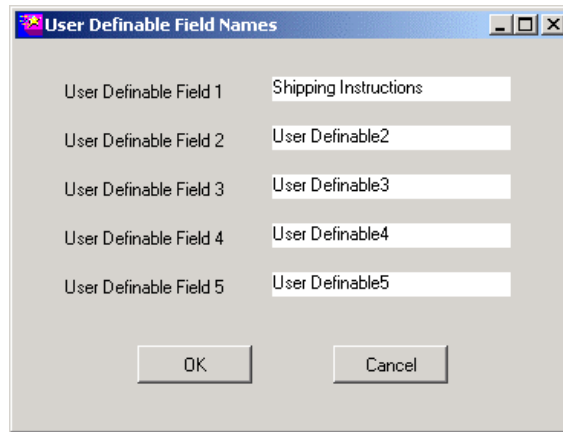 User Definable Field Names
User Definable Field 1 Shipping Instructions
User Definable Field 2 User Definable2
User Definable Field 3 User Definable3
User Definable Field 4 User Definable4
User Definable Field 5 User Definable5
OK Cancel